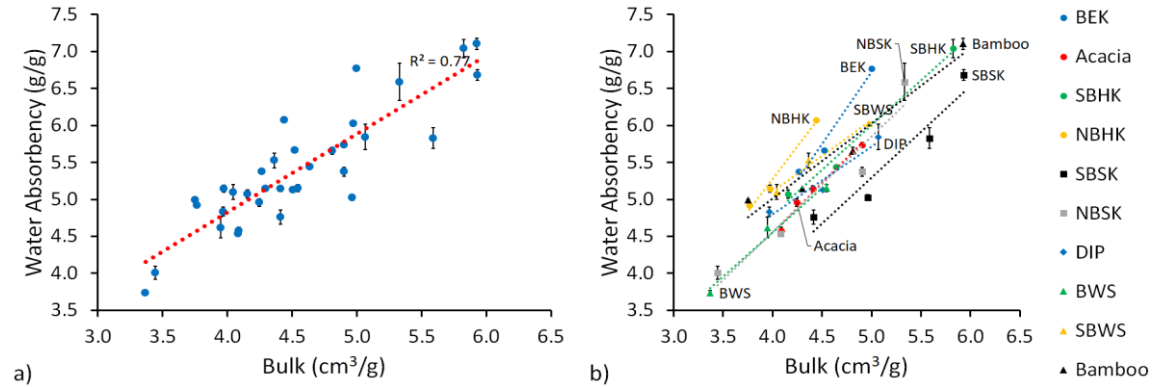 7.5
7.0
6.5
6.0
5.5
5.0
4.5
4.0
3.5
Water Absorbency (g/g)
R² = 0.77
3.0 3.5 4.0 4.5 5.0 5.5 6.0 6.5
Bulk (cm³/g)
a)
7.5
7.0
6.5
6.0
5.5
5.0
4.5
4.0
3.5
Water Absorbency (g/g)
NBSK
SBHK
Bamboo
BEK
SBSK
NBHK
SBWS
DIP
Acacia
BWS
3.0 3.5 4.0 4.5 5.0 5.5 6.0 6.5
Bulk (cm³/g)
b)
BEK
Acacia
SBHK
NBHK
SBSK
NBSK
DIP
BWS
SBWS
Bamboo